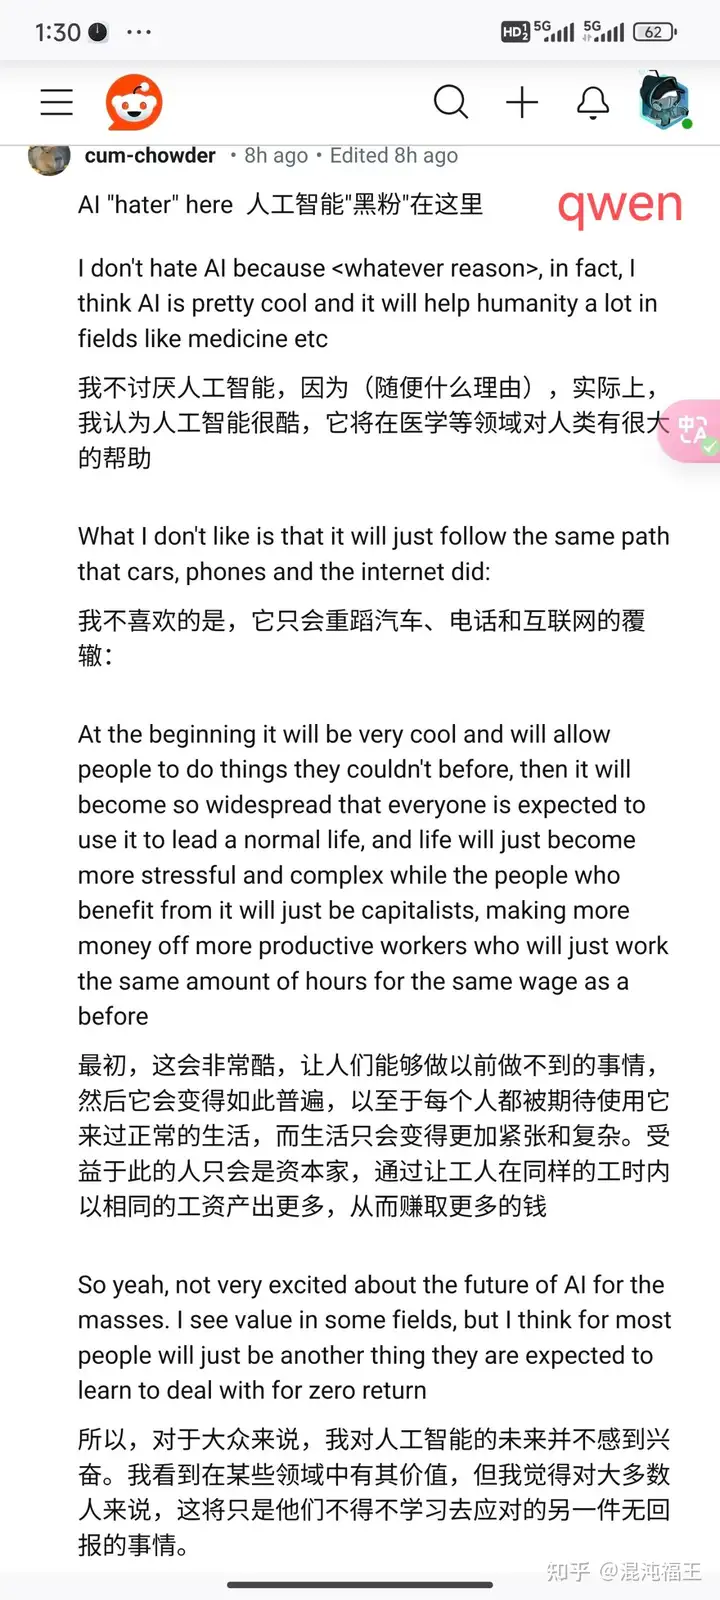 1:30 ...
HD 1 2 5G 5G 62
cum-chowder • 8h ago • Edited 8h ago
AI "hater" here 人工智能"黑粉"在这里
qwen
I don't hate AI because <whatever reason>, in fact, I
think AI is pretty cool and it will help humanity a lot in
fields like medicine etc
我不讨厌人工智能，因为（随便什么理由），实际上，
我认为人工智能很酷，它将在医学等领域对人类有很大
的帮助
中 A
What I don't like is that it will just follow the same path
that cars, phones and the internet did:
我不喜欢的是，它只会重蹈汽车、电话和互联网的覆
辙：
At the beginning it will be very cool and will allow
people to do things they couldn't before, then it will
become so widespread that everyone is expected to
use it to lead a normal life, and life will just become
more stressful and complex while the people who
benefit from it will just be capitalists, making more
money off more productive workers who will just work
the same amount of hours for the same wage as a
before
最初，这会非常酷，让人们能够做以前做不到的事情，
然后它会变得如此普遍，以至于每个人都被期待使用它
来过正常的生活，而生活只会变得更加紧张和复杂。受
益于此的人只会是资本家，通过让工人在同样的工时内
以相同的工资产出更多，从而赚取更多的钱
So yeah, not very excited about the future of AI for the
masses. I see value in some fields, but I think for most
people will just be another thing they are expected to
learn to deal with for zero return
所以，对于大众来说，我对人工智能的未来并不感到兴
奋。我看到在某些领域中有其价值，但我觉得对大多数
人来说，这将只是他们不得不学习去应对的另一件无回
报的事情。
知乎 @混沌福王